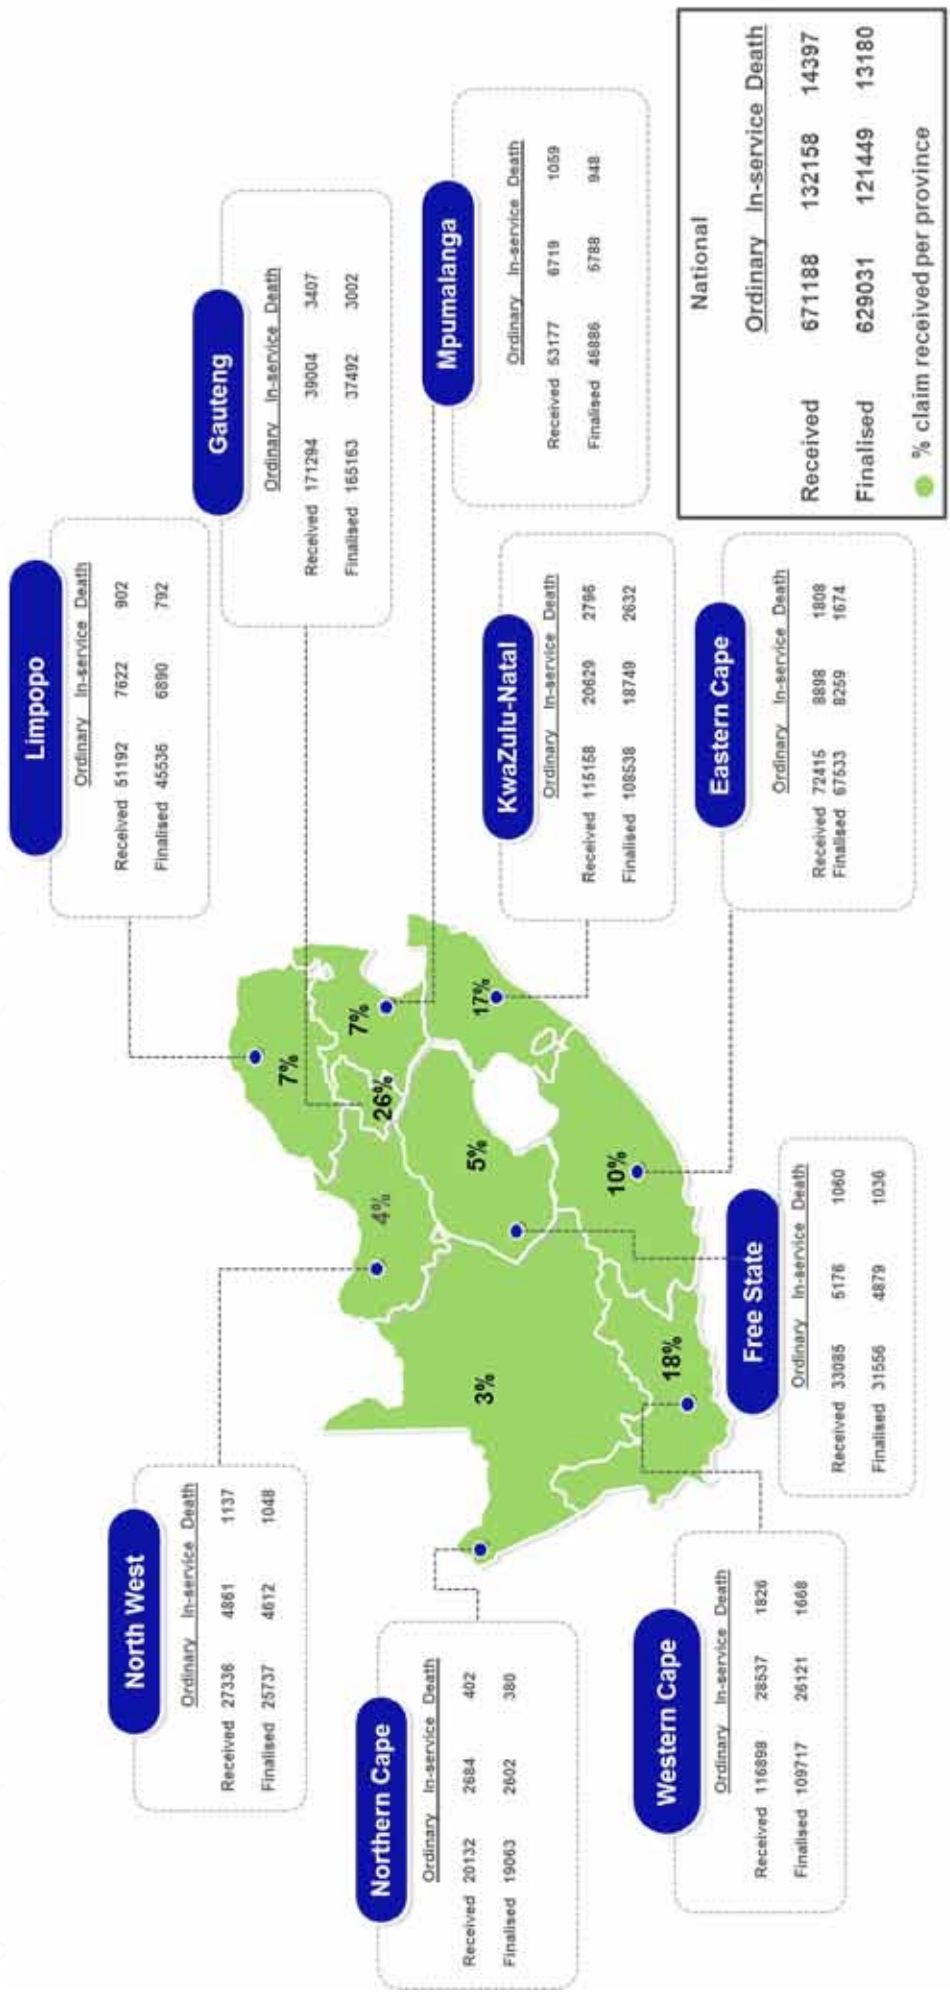 Limpopo
Ordinary In-service Death
Received 51192 7622 902
Finalised 45536 6890 792
Gauteng
Ordinary In-service Death
Received 171294 39004 3407
Finalised 165163 37492 3002
Mpumalanga
Ordinary In-service Death
Received 53177 6719 1059
Finalised 46886 5788 948
North West
Ordinary In-service Death
Received 27336 4861 1137
Finalised 25737 4612 1048
Northern Cape
Ordinary In-service Death
Received 20132 2684 402
Finalised 19063 2602 380
Western Cape
Ordinary In-service Death
Received 116898 28537 1826
Finalised 109717 26121 1668
Free State
Ordinary In-service Death
Received 33085 5176 1060
Finalised 31556 4879 1036
KwaZulu-Natal
Ordinary In-service Death
Received 115158 20629 2796
Finalised 108538 18749 2632
Eastern Cape
Ordinary In-service Death
Received 72415 8898 1808
Finalised 67533 8259 1674
7%
7%
26%
4%
5%
17%
3%
10%
18%
National
Ordinary In-service Death
Received 671188 132158 14397
Finalised 629031 121449 13180
% claim received per province